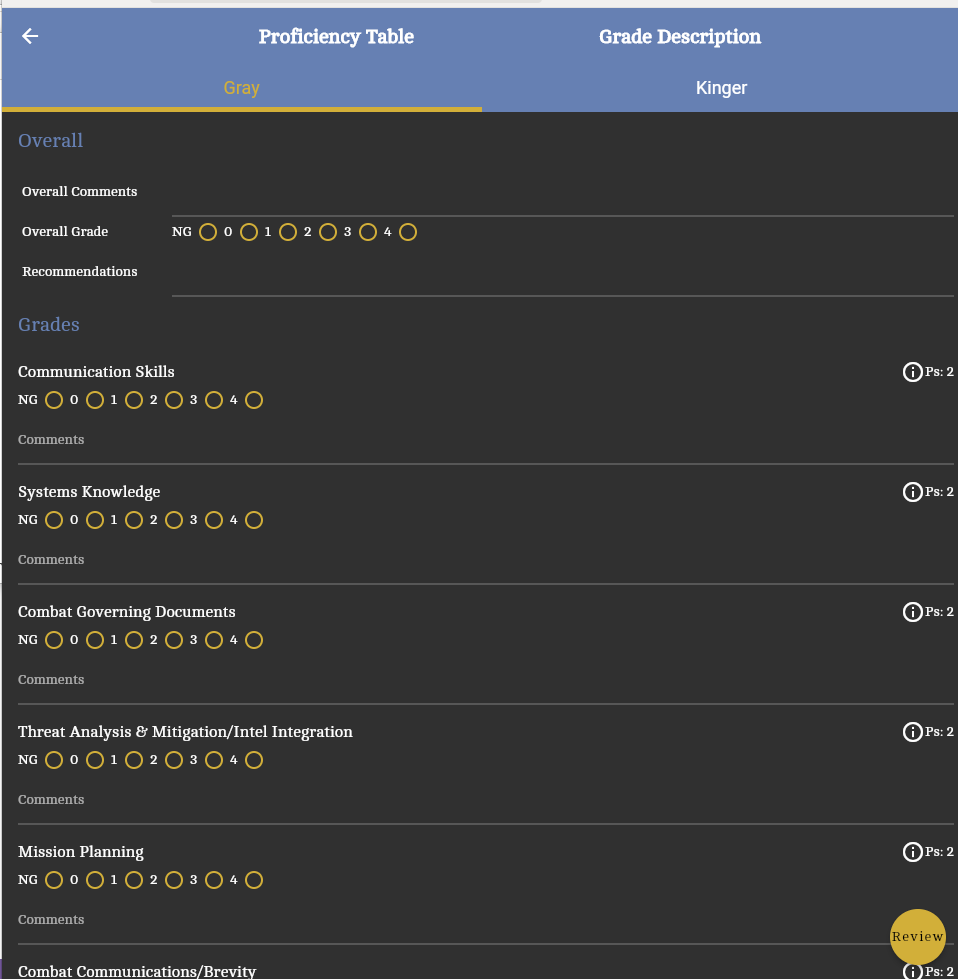 Proficiency Table Grade Description
Gray Kinger
Overall
Overall Comments
Overall Grade NG 0 1 2 3 4
Recommendations
Grades
Communication Skills Ps: 2
NG 0 1 2 3 4
Comments
Systems Knowledge Ps: 2
NG 0 1 2 3 4
Comments
Combat Governing Documents Ps: 2
NG 0 1 2 3 4
Comments
Threat Analysis & Mitigation/Intel Integration Ps: 2
NG 0 1 2 3 4
Comments
Mission Planning Ps: 2
NG 0 1 2 3 4
Comments
Review
Combat Communications/Brevity Ps: 2